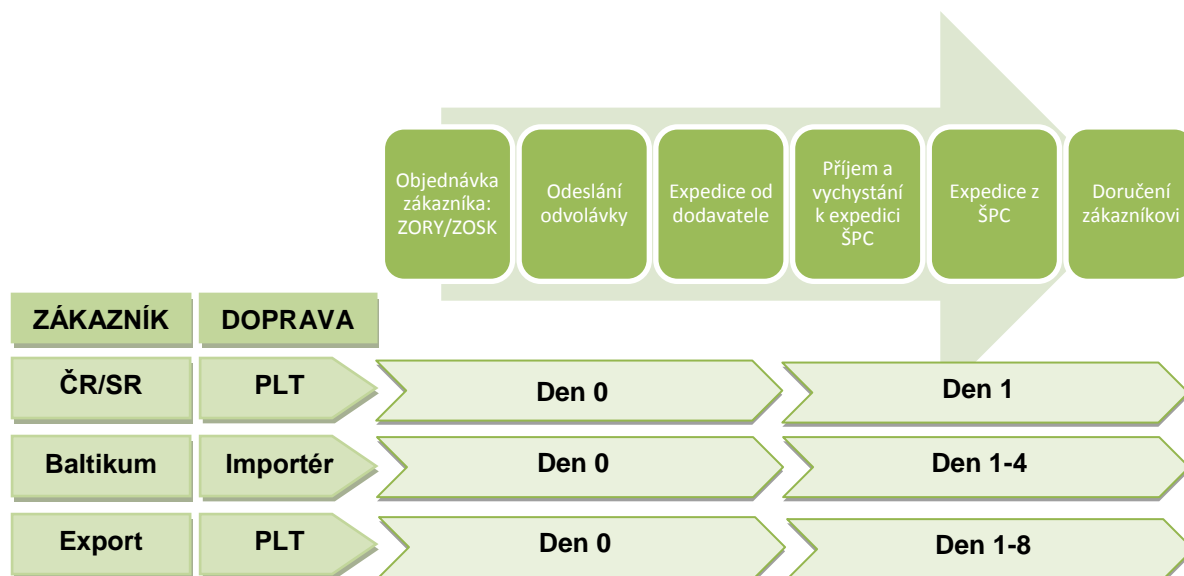 Objednávka
zákazníka:
ZORY/ZOSK
Odeslání
odvolávky
Expedice od
dodavatele
Příjem a
vychystání
k expedici
ŠPC
Expedice z
ŠPC
Doručení
zákazníkovi
ZÁKAZNÍK
DOPRAVA
ČR/SR
PLT
Den 0
Den 1
Baltikum
Importér
Den 0
Den 1-4
Export
PLT
Den 0
Den 1-8